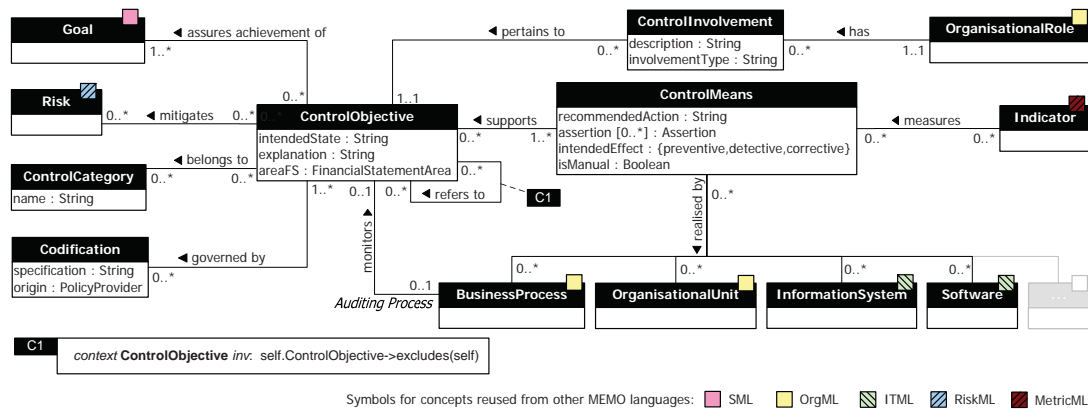 Goal
◄ assures achievement of
1..*
0..*
ControlInvolvement
description : String
involvementType : String
◄ pertains to
0..*
1..1
◄ has
0..*
1..1
OrganisationalRole
Risk
0..*
◄ mitigates
0..*
ControlObjective
intendedState : String
explanation : String
areaFS : FinancialStatementArea
◄ supports
0..*
1..*
ControlMeans
recommendedAction : String
assertion [0..*] : Assertion
intendedEffect : {preventive,detective,corrective}
isManual : Boolean
◄ measures
0..*
0..*
Indicator
ControlCategory
name : String
◄ belongs to
0..*
0..*
0..*
0..*
◄ refers to
C1
1..*
0..1
Codification
specification : String
origin : PolicyProvider
◄ governed by
0..*
monitors ►
0..1
Auditing Process
◄ realised by
0..*
0..*
0..*
0..*
0..*
BusinessProcess
OrganisationalUnit
InformationSystem
Software
...
C1
context ControlObjective inv: self.ControlObjective->excludes(self)
Symbols for concepts reused from other MEMO languages: SML OrgML ITML RiskML MetricML